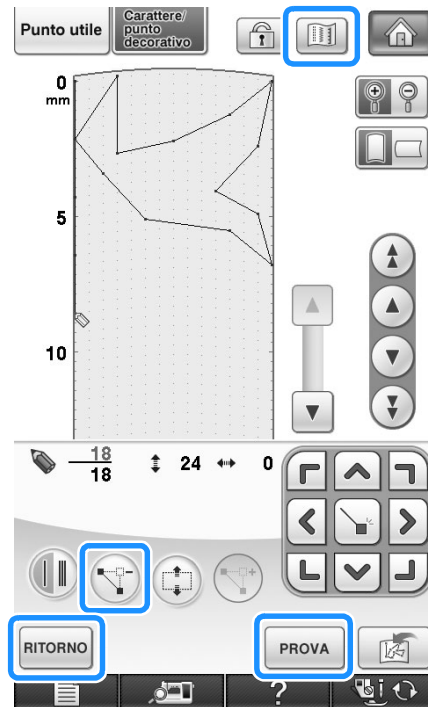 Punto utile
Carattere/
punto
decorativo
0
mm
5
10
18
18
24
0
RITORNO
PROVA
?